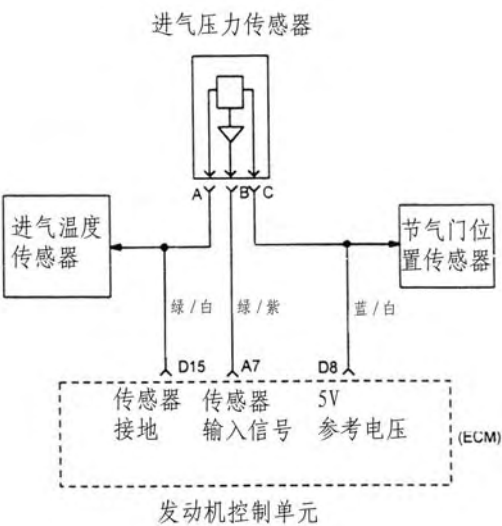 进气压力传感器
A B C
进气温度
传感器
节气门位
置传感器
绿/白 绿/紫 蓝/白
D15 A7 D8
传感器 传感器 5V
接地 输入信号 参考电压
(ECM)
发动机控制单元